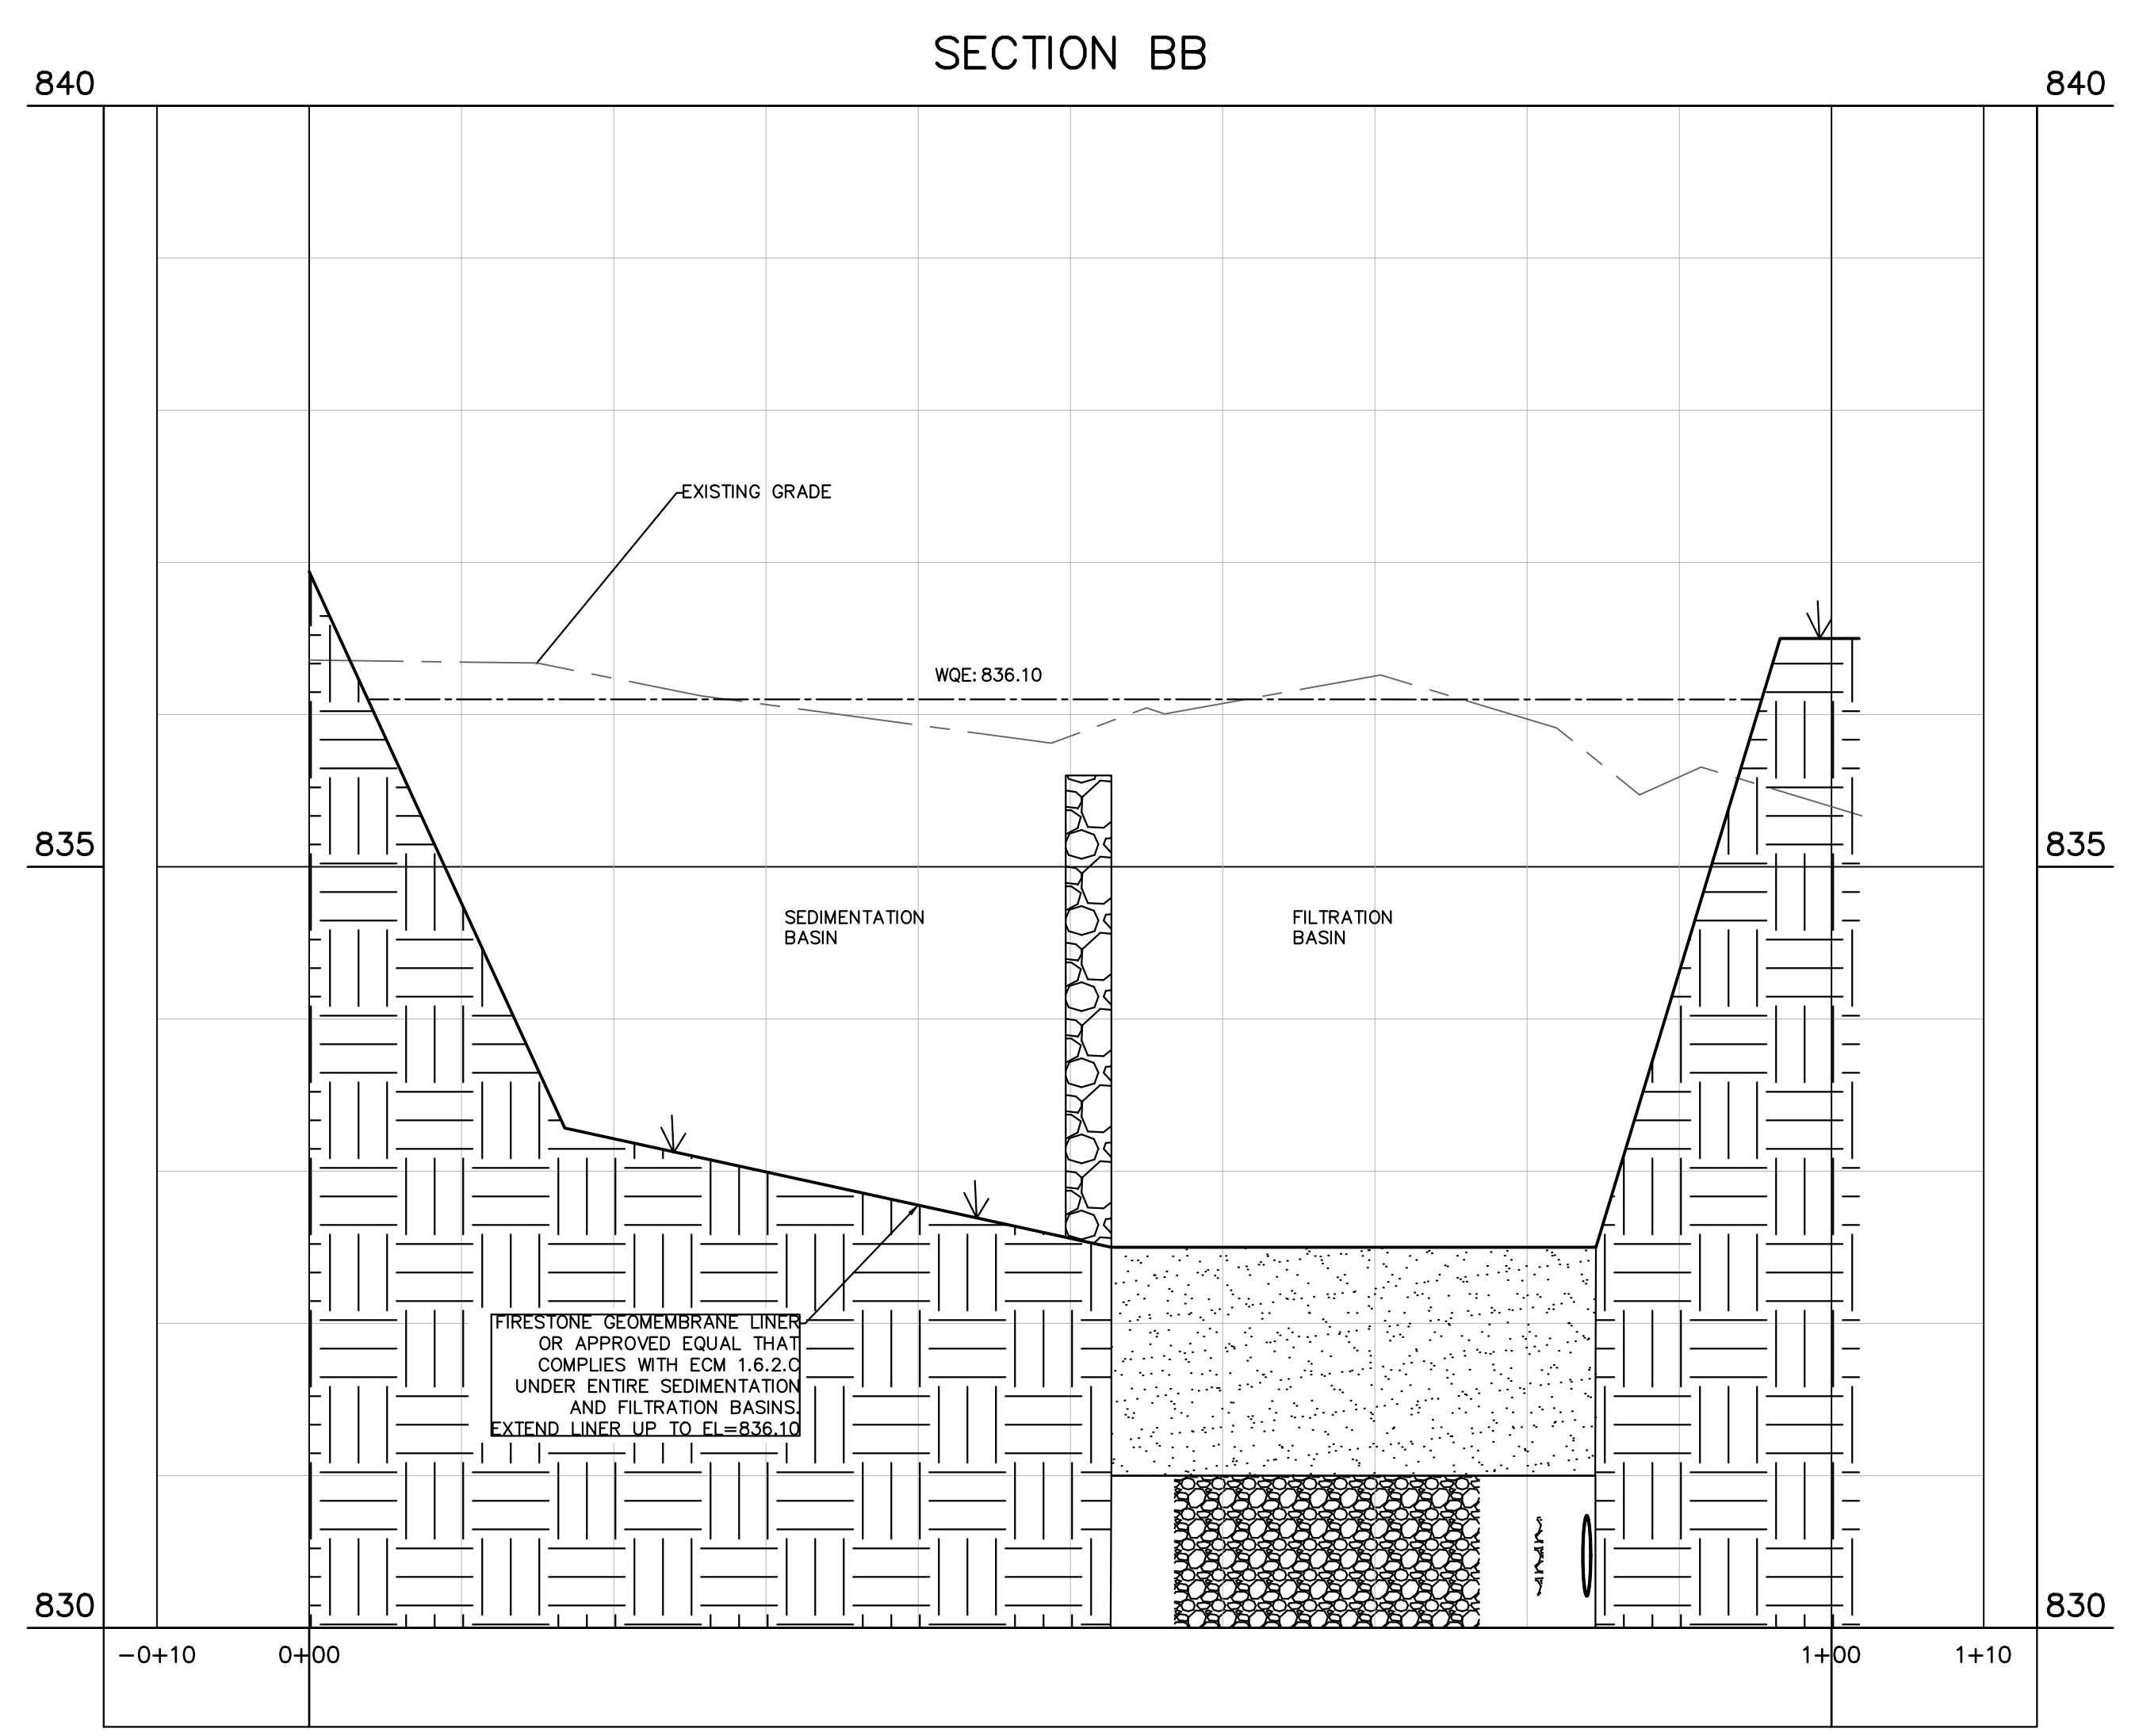 SECTION BB
840
840
EXISTING GRADE
WQE: 836.10
835
835
SEDIMENTATION
BASIN
FILTRATION
BASIN
FIRESTONE GEOMEMBRANE LINER
OR APPROVED EQUAL THAT
COMPLIES WITH ECM 1.6.2.C
UNDER ENTIRE SEDIMENTATION
AND FILTRATION BASINS.
EXTEND LINER UP TO EL=836.10
830
830
-0+10
0+00
1+00
1+10